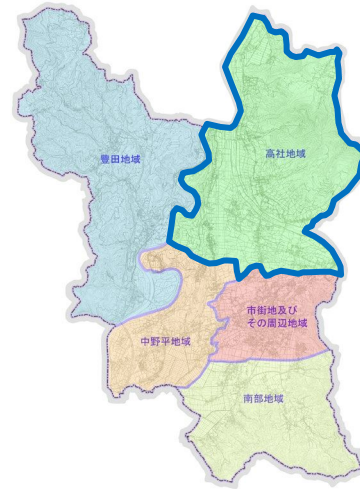 豊田地域
高社地域
市街地及び
その周辺地域
中野平地域
南部地域